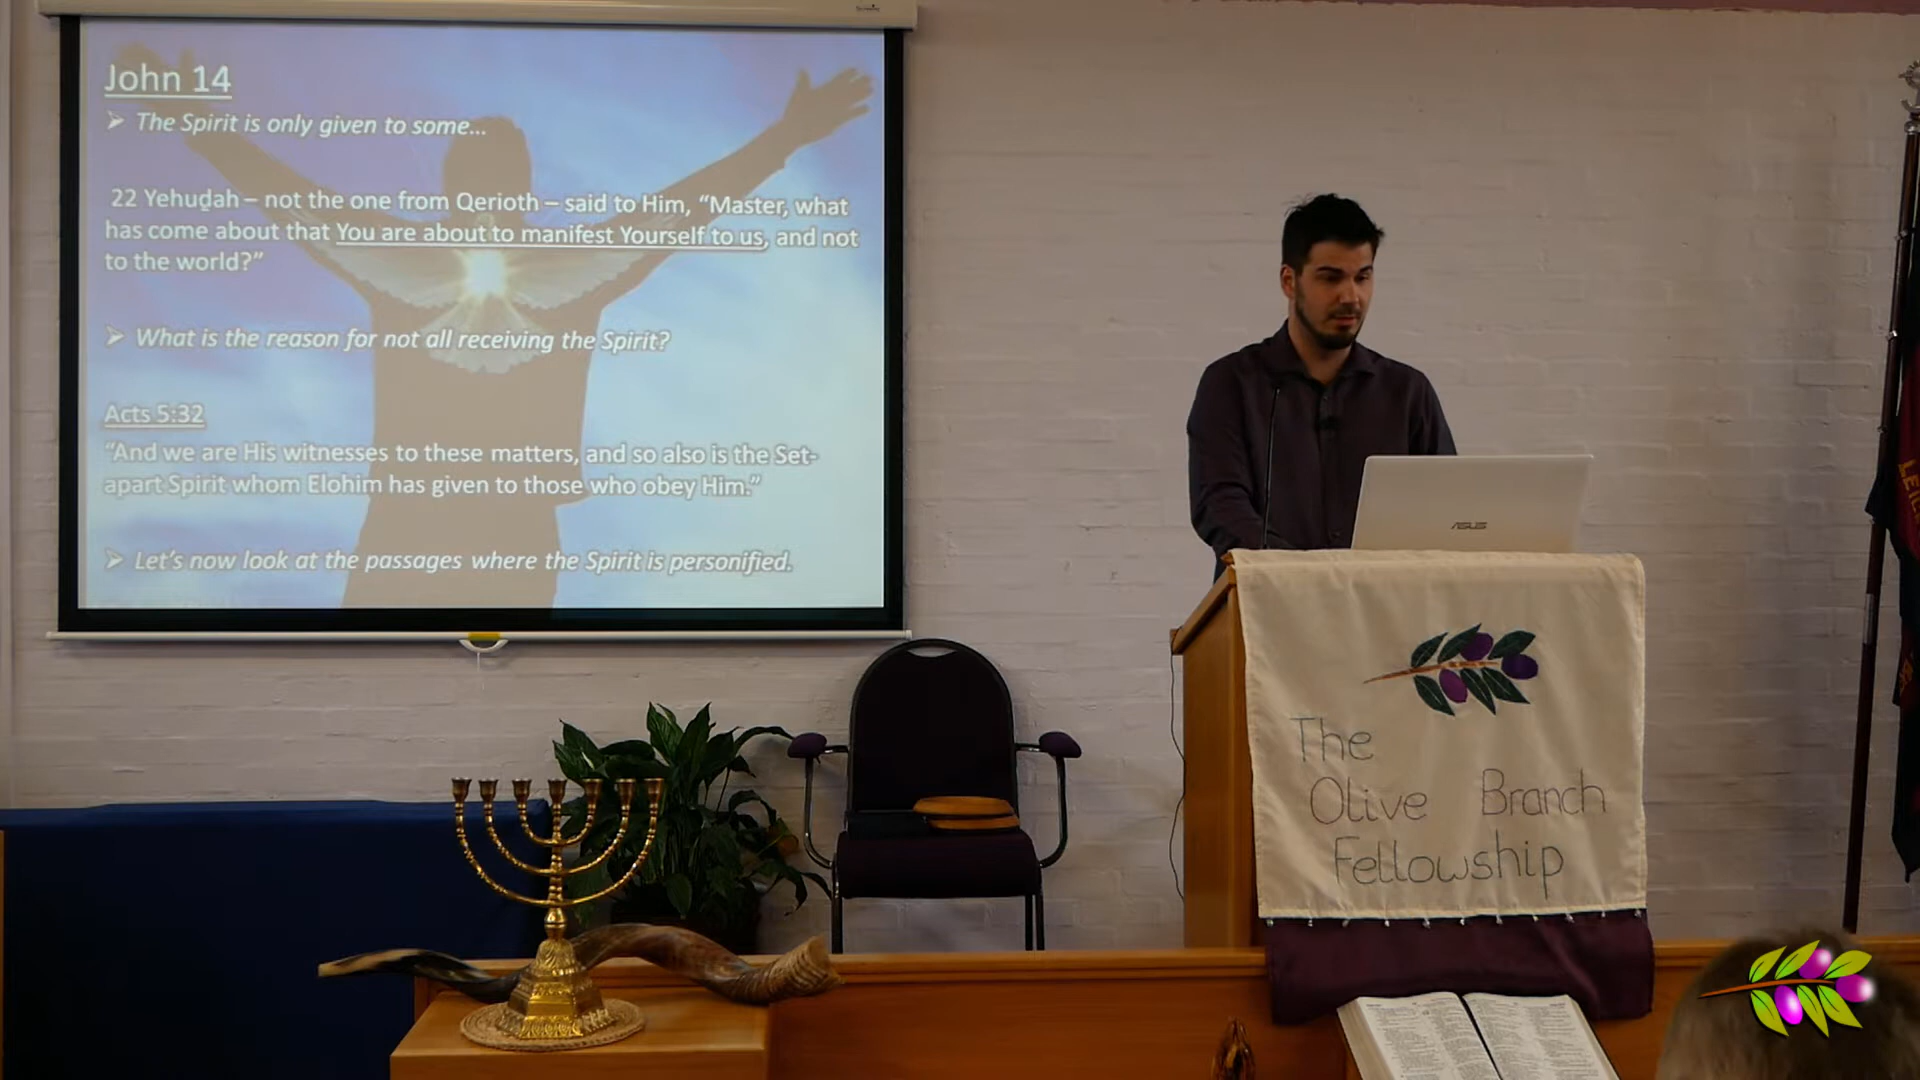 John 14
➢ The Spirit is only given to some...
22 Yehuḏah – not the one from Qerioth – said to Him, “Master, what
has come about that You are about to manifest Yourself to us, and not
to the world?”
➢ What is the reason for not all receiving the Spirit?
Acts 5:32
“And we are His witnesses to these matters, and so also is the Set-
apart Spirit whom Elohim has given to those who obey Him.”
➢ Let’s now look at the passages where the Spirit is personified.
ASUS
The
Olive Branch
Fellowship